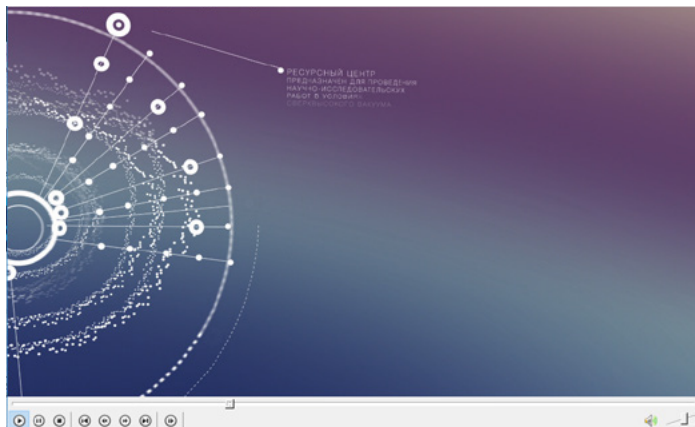 РЕСУРСНЫЙ ЦЕНТР
ПРЕДНАЗНАЧЕН ДЛЯ ПРОВЕДЕНИЯ
НАУЧНО-ИССЛЕДОВАТЕЛЬСКИХ
РАБОТ В УСЛОВИЯХ
СВЕРХВЫСОКОГО ВАКУУМА